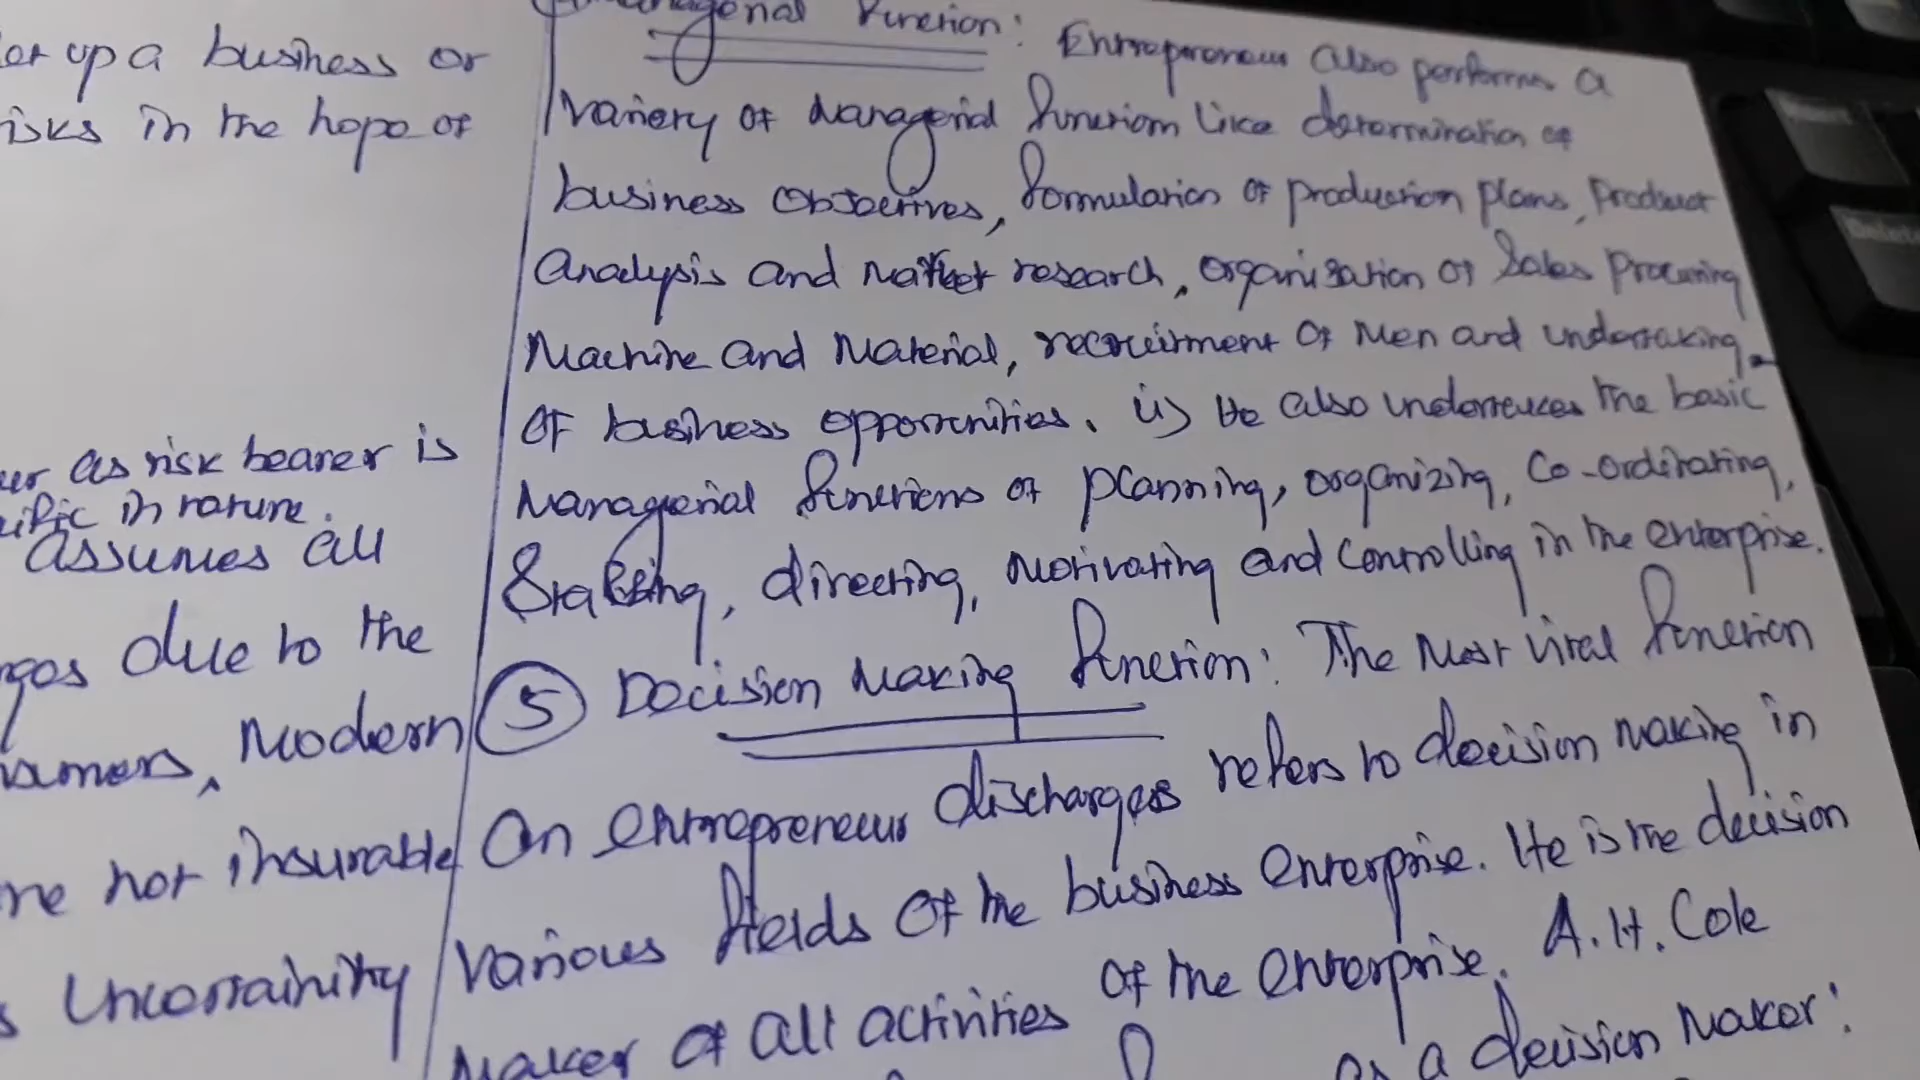 up a business or
in the hope of
as risk bearer is
in nature.
assumes all
due to the
Modern
not insurable
Uncertainity
Managerial Function: Entrepreneur also performs a
Variety of Managerial functions like determination of
business objectives, formulation of production plans, Product
Analysis and Market research, organisation of Sales Procuring
Machine and Material, recruitment of Men and undertaking
of business opportunities. ii) He also undertakes the basic
Managerial functions of planning, organizing, Co-ordinating,
Staffing, directing, Motivating and Controlling in the enterprise.
5 Decision Making function: The Most vital function
An entrepreneur discharges refers to decision Making in
Various fields of the business enterprise. He is the decision
Maker of all activities of the enterprise. A.H. Cole
as a decision Maker:
Delete